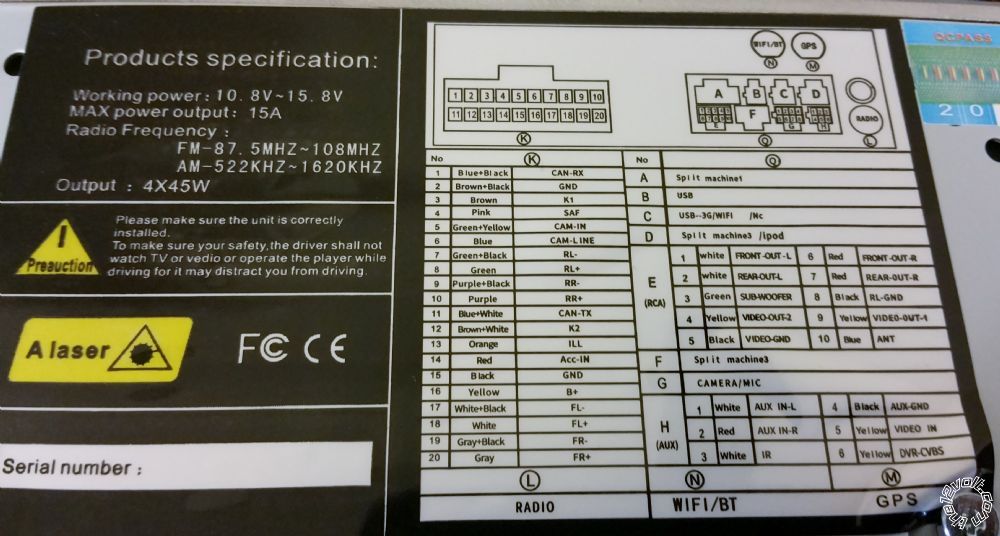 Products specification:
Working power: 10.8V~15.8V
MAX power output: 15A
Radio Frequency :
FM-87.5MHZ~108MHZ
AM-522KHZ~1620KHZ
Output : 4X45W
Please make sure the unit is correctly
installed.
To make sure your safety,the driver shall not
watch TV or vedio or operate the player while
driving for it may distract you from driving.
!
Preauction
A laser
FC CE
Serial number :
WIFI/BT GPS
N M
1 2 3 4 5 6 7 8 9 10
11 12 13 14 15 16 17 18 19 20
K
A B C D
F
E G H
RADIO
Q L
No K
1 Blue+Black CAN-RX
2 Brown+Black GND
3 Brown K1
4 Pink SAF
5 Green+Yellow CAM-IN
6 Blue CAM-LINE
7 Green+Black RL-
8 Green RL+
9 Purple+Black RR-
10 Purple RR+
11 Blue+White CAN-TX
12 Brown+White K2
13 Orange ILL
14 Red Acc-IN
15 Black GND
16 Yellow B+
17 White+Black FL-
18 White FL+
19 Gray+Black FR-
20 Gray FR+
No Q
A Split machine1
B USB
C USB--3G/WIFI /Nc
D Split machine3 /ipod
E (RCA)
1 white FRONT-OUT-L 6 Red FRONT-OUT-R
2 white REAR-OUT-L 7 Red REAR-OUT-R
3 Green SUB-WOOFER 8 Black RL-GND
4 Yellow VIDEO-OUT-2 9 Yellow VIDEO-OUT-1
5 Black VIDEO-GND 10 Blue ANT
F Split machine3
G CAMERA/MIC
H (AUX)
1 White AUX IN-L 4 Black AUX-GND
2 Red AUX IN-R 5 Yellow VIDEO IN
3 White IR 6 Yellow DVR-CVBS
L N M
RADIO WIFI/BT GPS
QCPASS
2 0
the12volt.com